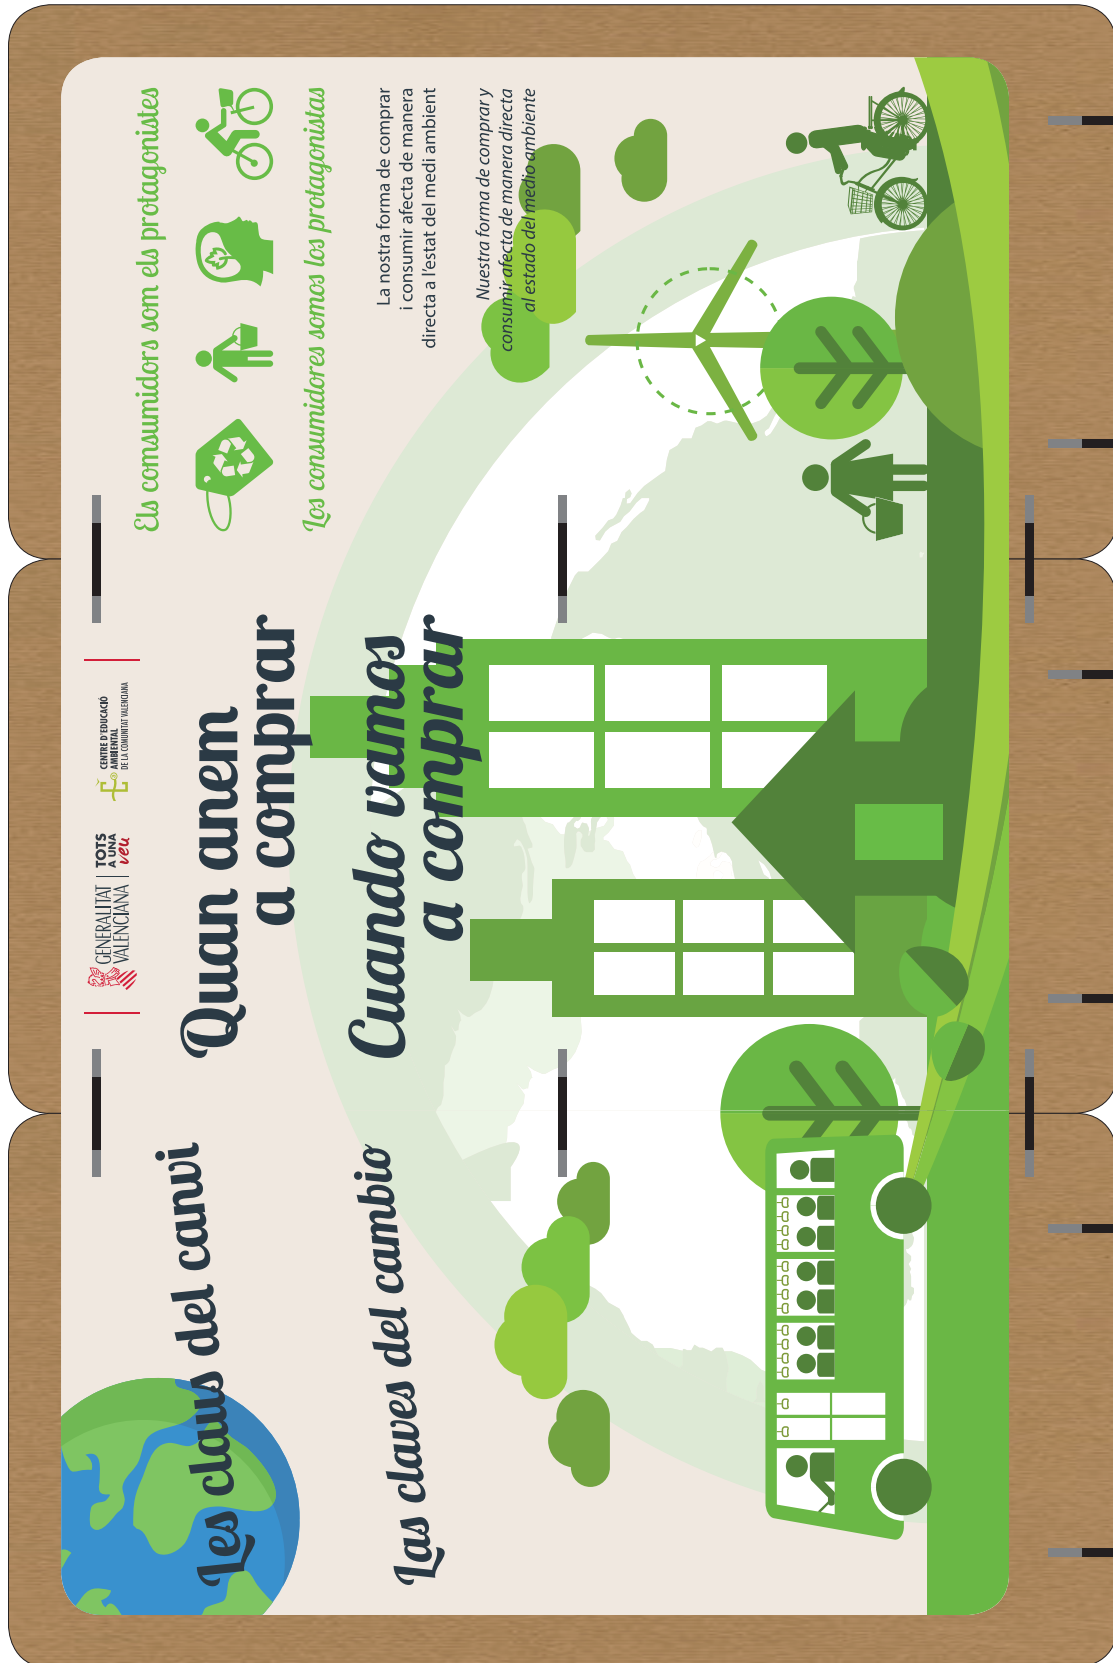 Les claus del canvi
Las claves del cambio
GENERALITAT
VALENCIANA
TOTS
A UNA
veu
CENTRE D'EDUCACIÓ
AMBIENTAL
DE LA COMUNITAT VALENCIANA
Quan anem
a comprar
Cuando vamos
a comprar
Els comsumidors som els protagonistes
Los consumidores somos los protagonistas
La nostra forma de comprar
i consumir afecta de manera
directa a l'estat del medi ambient
Nuestra forma de comprar y
consumir afecta de manera directa
al estado del medio ambiente